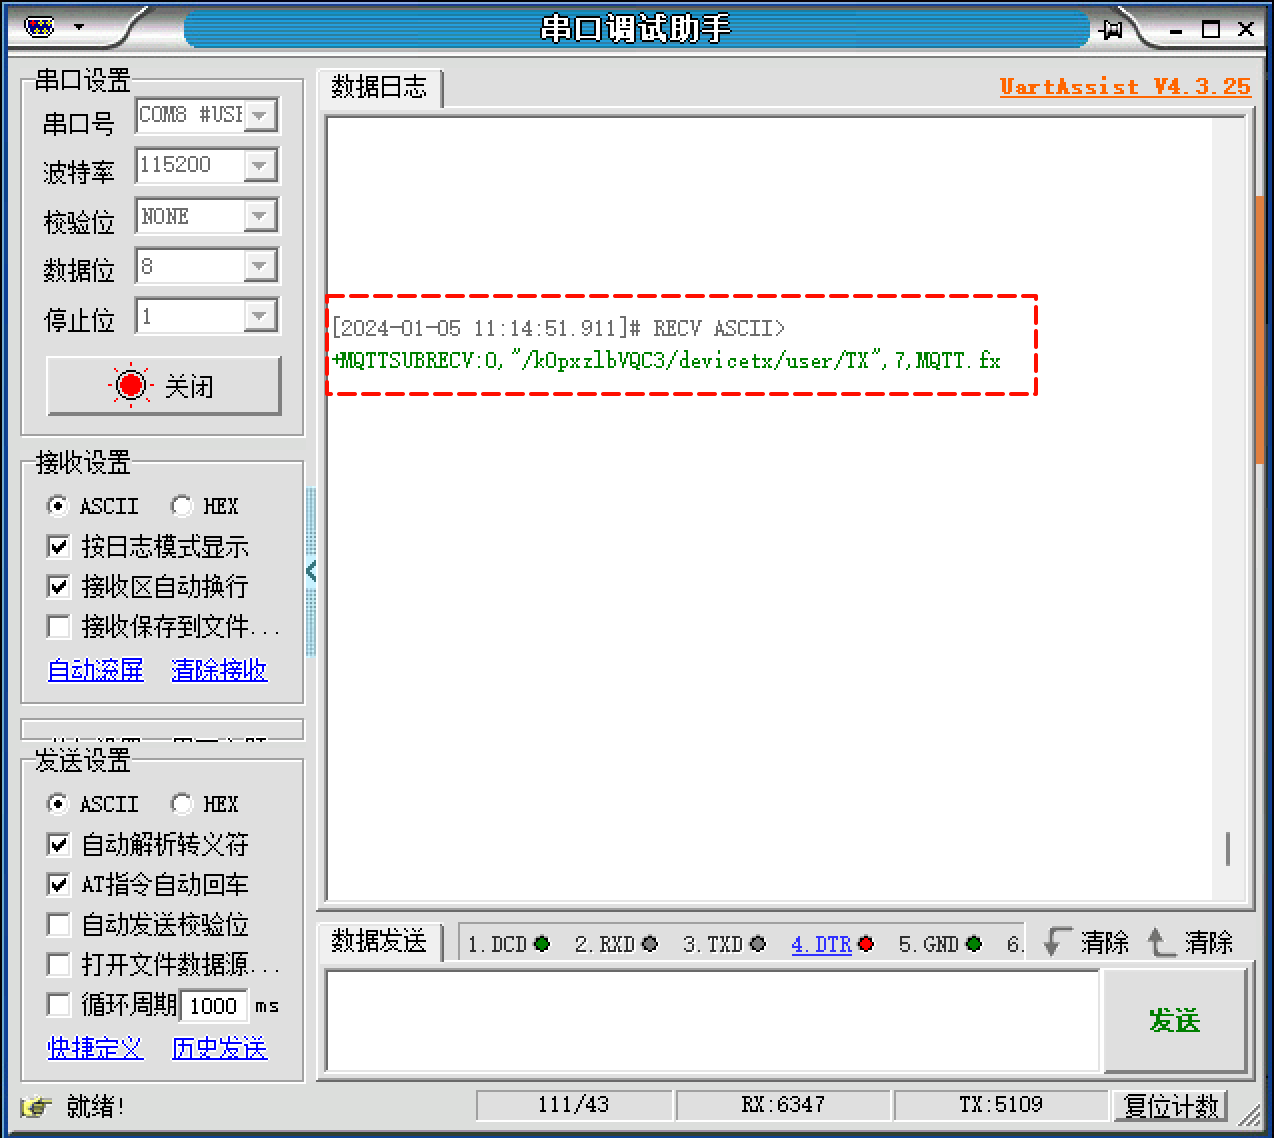 串口调试助手
串口设置
串口号 COM8 #USB
波特率 115200
校验位 NONE
数据位 8
停止位 1
关闭
接收设置
ASCII HEX
按日志模式显示
接收区自动换行
接收保存到文件...
自动滚屏 清除接收
发送设置
ASCII HEX
自动解析转义符
AT指令自动回车
自动发送校验位
打开文件数据源...
循环周期 1000 ms
快捷定义 历史发送
数据日志
UartAssist V4.3.25
[2024-01-05 11:14:51.911]# RECV ASCII>
+MQTTSUBRECV:0,"/k0pxzlbVQC3/devicetx/user/TX",7,MQTT.fx
数据发送 1.DCD 2.RXD 3.TXD 4.DTR 5.GND 6. 清除 清除
发送
就绪! 111/43 RX:6347 TX:5109 复位计数